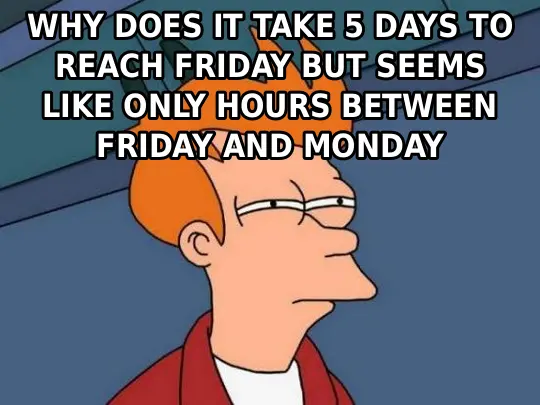 WHY DOES IT TAKE 5 DAYS TO
REACH FRIDAY BUT SEEMS
LIKE ONLY HOURS BETWEEN
FRIDAY AND MONDAY